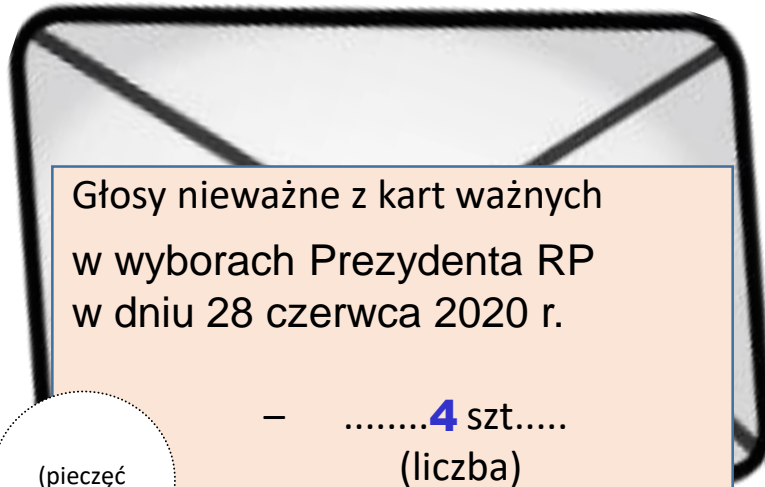 Głosy nieważne z kart ważnych
w wyborach Prezydenta RP
w dniu 28 czerwca 2020 r.
– ........4 szt.....
(liczba)
(pieczęć